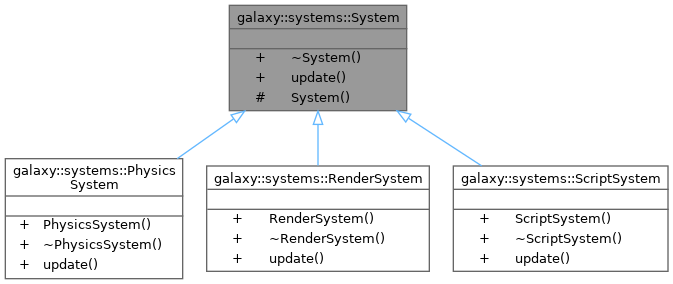 galaxy::systems::System
+ ~System()
+ update()
# System()
galaxy::systems::Physics
System
+ PhysicsSystem()
+ ~PhysicsSystem()
+ update()
galaxy::systems::RenderSystem
+ RenderSystem()
+ ~RenderSystem()
+ update()
galaxy::systems::ScriptSystem
+ ScriptSystem()
+ ~ScriptSystem()
+ update()